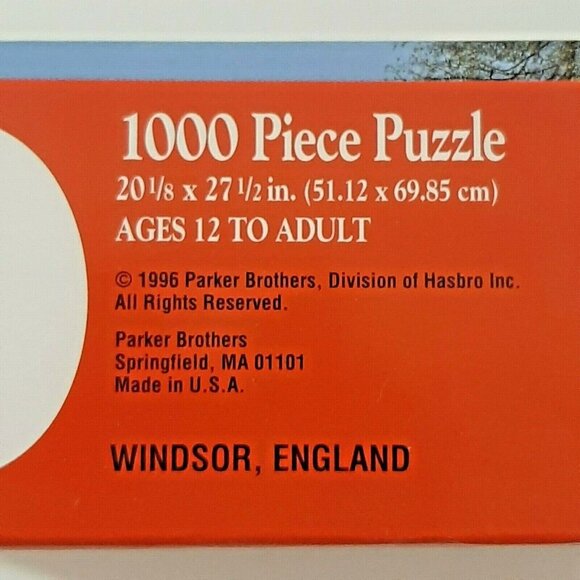 1000 Piece Puzzle
20 1/8 x 27 1/2 in. (51.12 x 69.85 cm)
AGES 12 TO ADULT
© 1996 Parker Brothers, Division of Hasbro Inc.
All Rights Reserved.
Parker Brothers
Springfield, MA 01101
Made in U.S.A.
WINDSOR, ENGLAND